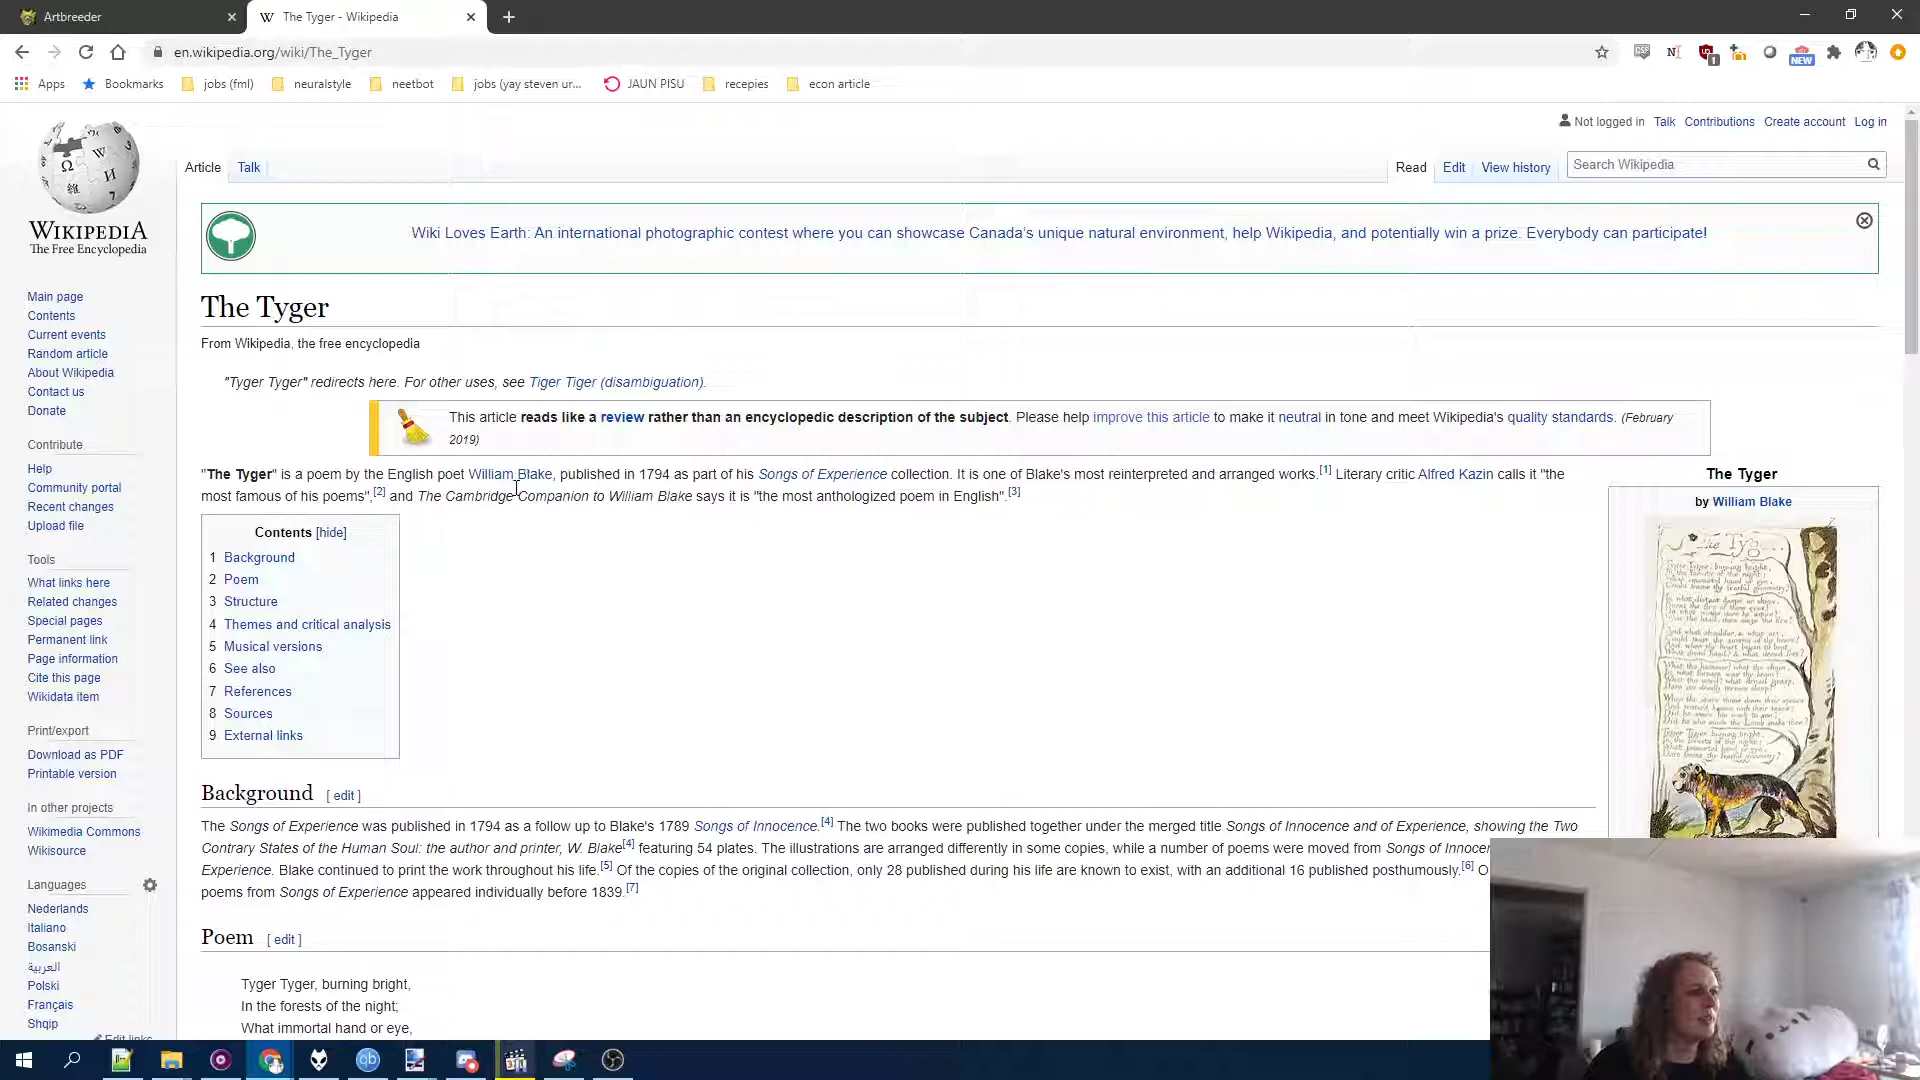 Artbreeder
The Tyger - Wikipedia
en.wikipedia.org/wiki/The_Tyger
NEW
Apps
Bookmarks
jobs (fml)
neuralstyle
neetbot
jobs (yay steven ur...
JAUN PISU
recepies
econ article
Not logged in Talk Contributions Create account Log in
Article Talk
Read Edit View history
Search Wikipedia
WIKIPEDIA
The Free Encyclopedia
Wiki Loves Earth: An international photographic contest where you can showcase Canada's unique natural environment, help Wikipedia, and potentially win a prize. Everybody can participate!
Main page
Contents
Current events
Random article
About Wikipedia
Contact us
Donate
Contribute
Help
Community portal
Recent changes
Upload file
Tools
What links here
Related changes
Special pages
Permanent link
Page information
Cite this page
Wikidata item
Print/export
Download as PDF
Printable version
In other projects
Wikimedia Commons
Wikisource
Languages
Nederlands
Italiano
Bosanski
العربية
Polski
Français
Shqip
Edit links
The Tyger
From Wikipedia, the free encyclopedia
"Tyger Tyger" redirects here. For other uses, see Tiger Tiger (disambiguation).
This article reads like a review rather than an encyclopedic description of the subject. Please help improve this article to make it neutral in tone and meet Wikipedia's quality standards. (February
2019)
"The Tyger" is a poem by the English poet William Blake, published in 1794 as part of his Songs of Experience collection. It is one of Blake's most reinterpreted and arranged works.[1] Literary critic Alfred Kazin calls it "the
most famous of his poems",[2] and The Cambridge Companion to William Blake says it is "the most anthologized poem in English".[3]
The Tyger
by William Blake
Contents [hide]
1 Background
2 Poem
3 Structure
4 Themes and critical analysis
5 Musical versions
6 See also
7 References
8 Sources
9 External links
Background [ edit ]
The Songs of Experience was published in 1794 as a follow up to Blake's 1789 Songs of Innocence.[4] The two books were published together under the merged title Songs of Innocence and of Experience, showing the Two
Contrary States of the Human Soul: the author and printer, W. Blake[4] featuring 54 plates. The illustrations are arranged differently in some copies, while a number of poems were moved from Songs of
Experience. Blake continued to print the work throughout his life.[5] Of the copies of the original collection, only 28 published during his life are known to exist, with an additional 16 published posthumously.[6]
poems from Songs of Experience appeared individually before 1839.[7]
Poem [ edit ]
Tyger Tyger, burning bright,
In the forests of the night;
What immortal hand or eye,